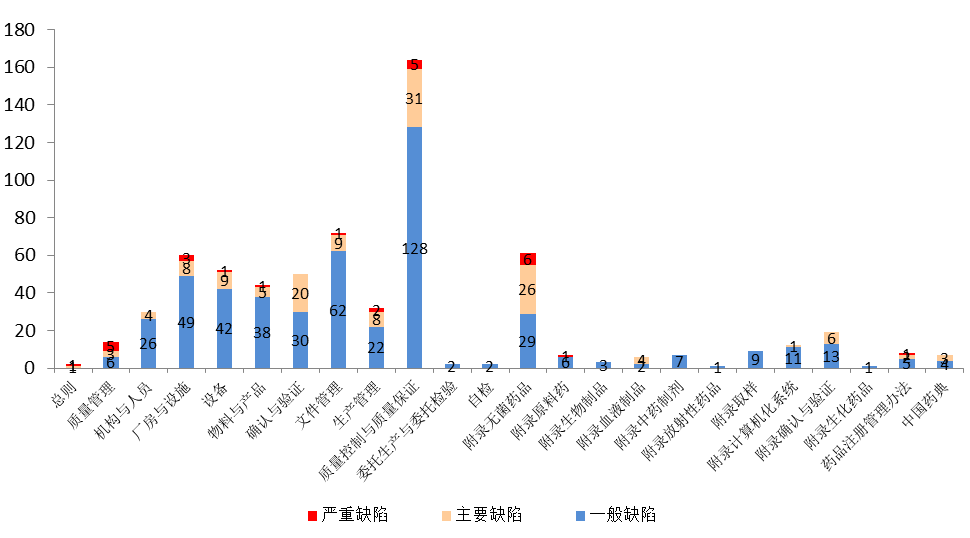 180
160
140
120
100
80
60
40
20
0
1
1
5
3
6
4
26
3
8
49
1
9
42
1
5
38
20
30
1
9
62
2
8
22
5
31
128
2
2
6
26
29
1
6
3
4
2
7
1
9
1
11
6
13
1
1
2
5
3
4
总则
质量管理
机构与人员
厂房与设施
设备
物料与产品
确认与验证
文件管理
生产管理
质量控制与质量保证
委托生产与委托检验
自检
附录无菌药品
附录原料药
附录生物制品
附录血液制品
附录中药制剂
附录放射性药品
附录取样
附录计算机化系统
附录确认与验证
附录生化药品
药品注册管理办法
中国药典
严重缺陷 主要缺陷 一般缺陷